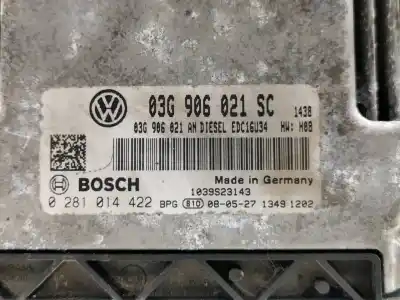 03G 906 021 SC 1438
03G 906 021 AN DIESEL EDC16U34 HW: H08
BOSCH
Made in Germany
1039S23143
0 281 014 422 BPG 810 08-05-27 1349 1202